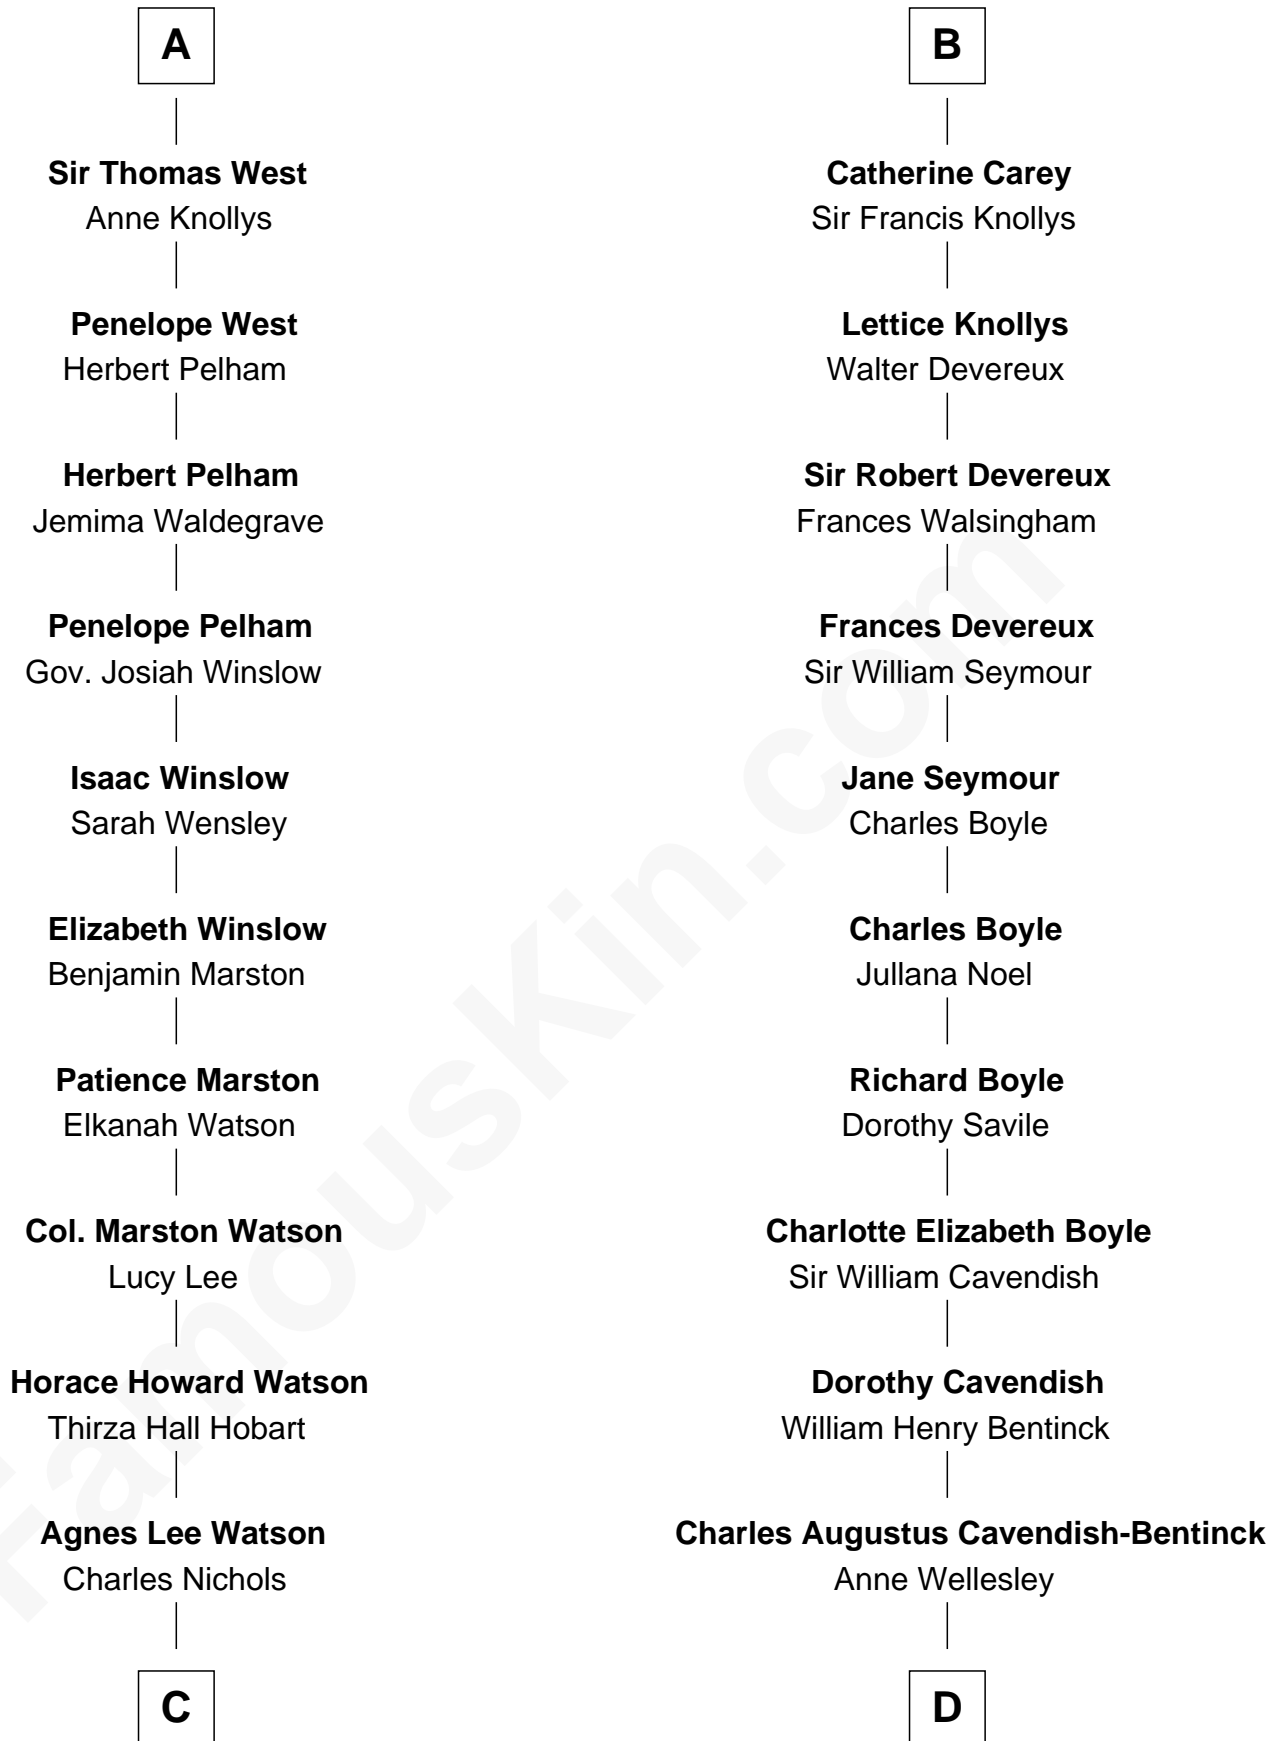 A
Sir Thomas West
Anne Knollys
Penelope West
Herbert Pelham
Herbert Pelham
Jemima Waldegrave
Penelope Pelham
Gov. Josiah Winslow
Isaac Winslow
Sarah Wensley
Elizabeth Winslow
Benjamin Marston
Patience Marston
Elkanah Watson
Col. Marston Watson
Lucy Lee
Horace Howard Watson
Thirza Hall Hobart
Agnes Lee Watson
Charles Nichols
C
B
Catherine Carey
Sir Francis Knollys
Lettice Knollys
Walter Devereux
Sir Robert Devereux
Frances Walsingham
Frances Devereux
Sir William Seymour
Jane Seymour
Charles Boyle
Charles Boyle
Jullana Noel
Richard Boyle
Dorothy Savile
Charlotte Elizabeth Boyle
Sir William Cavendish
Dorothy Cavendish
William Henry Bentinck
Charles Augustus Cavendish-Bentinck
Anne Wellesley
D
FamousKin.com